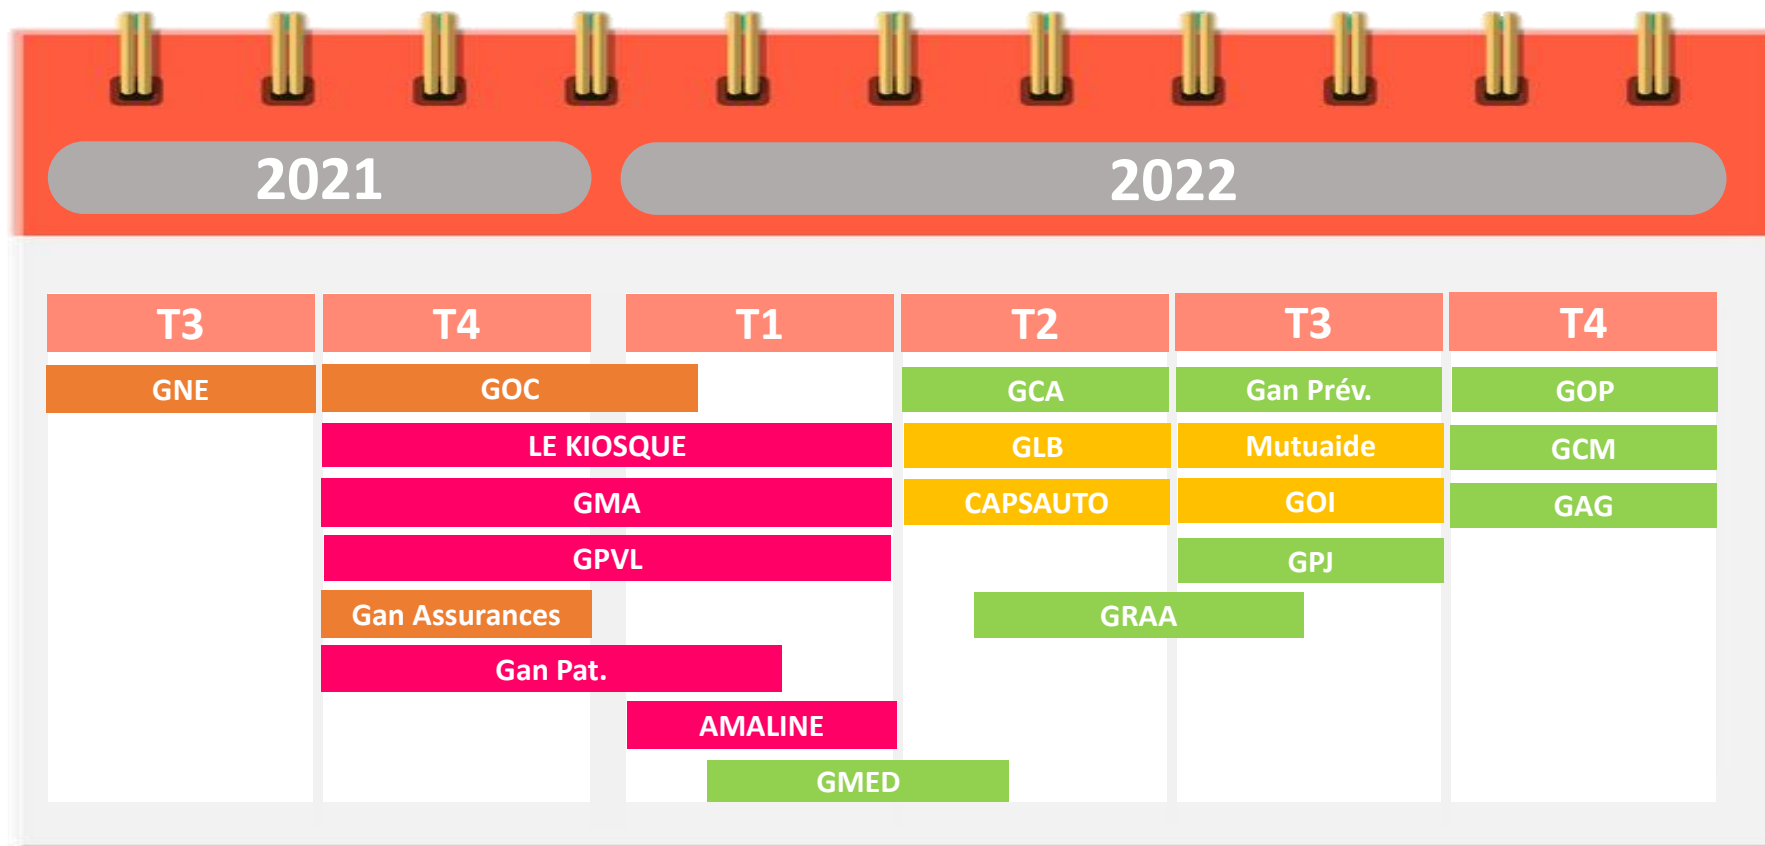 2021 2022
T3 T4 T1 T2 T3 T4
GNE GOC GCA Gan Prév. GOP
LE KIOSQUE GLB Mutuaide GCM
GMA CAPSAUTO GOI GAG
GPVL GPJ
Gan Assurances GRAA
Gan Pat.
AMALINE
GMED